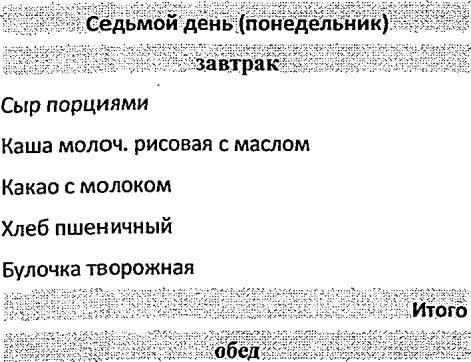 Седьмой день (понедельник)
завтрак
Сыр порциями
Каша молоч. рисовая с маслом
Какао с молоком
Хлеб пшеничный
Булочка творожная
Итого
обед